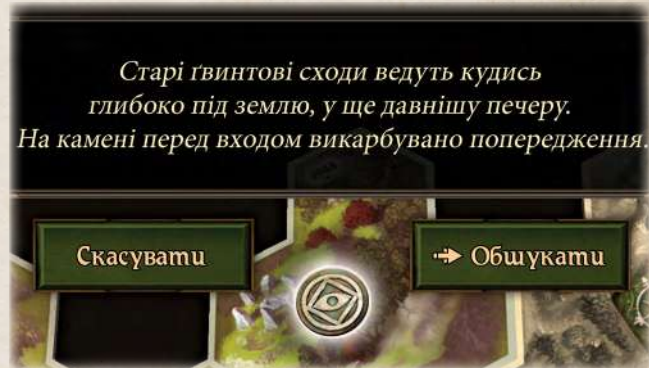 Старі ґвинтові сходи ведуть кудись
глибоко під землю, у ще давнішу печеру.
На камені перед входом викарбувано попередження.
Скасувати
Обшукати